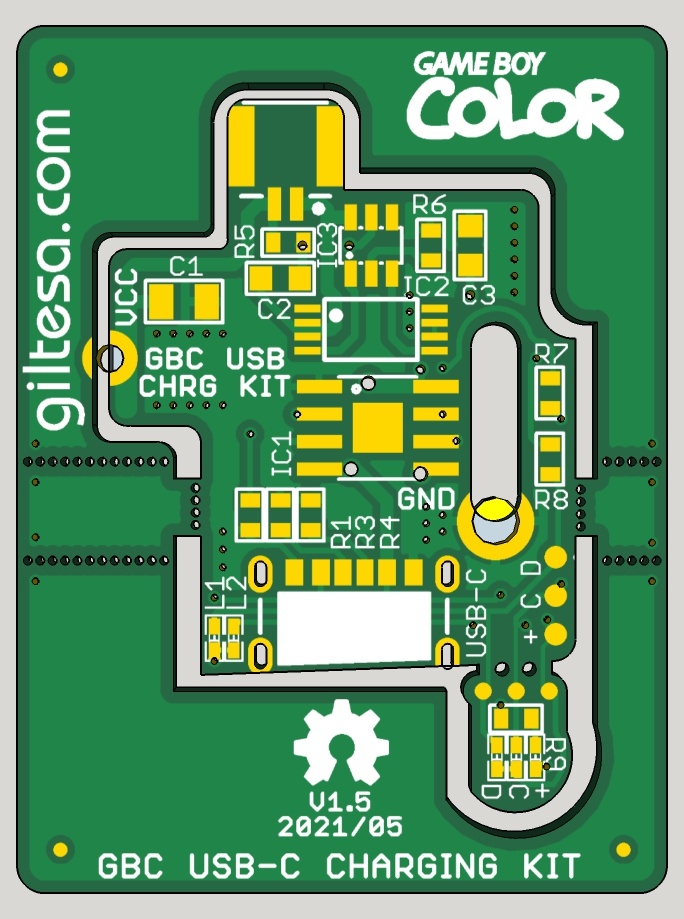 GAME BOY
COLOR
giltesa.com
R6
R5
IC3
C1
VCC
IC2
C3
C2
GBC USB
CHRG KIT
R7
IC1
GND
R8
R1
R3
R4
L1
L2
USB-C
D
C
+
R9
D
C
+
V1.5
2021/05
GBC USB-C CHARGING KIT